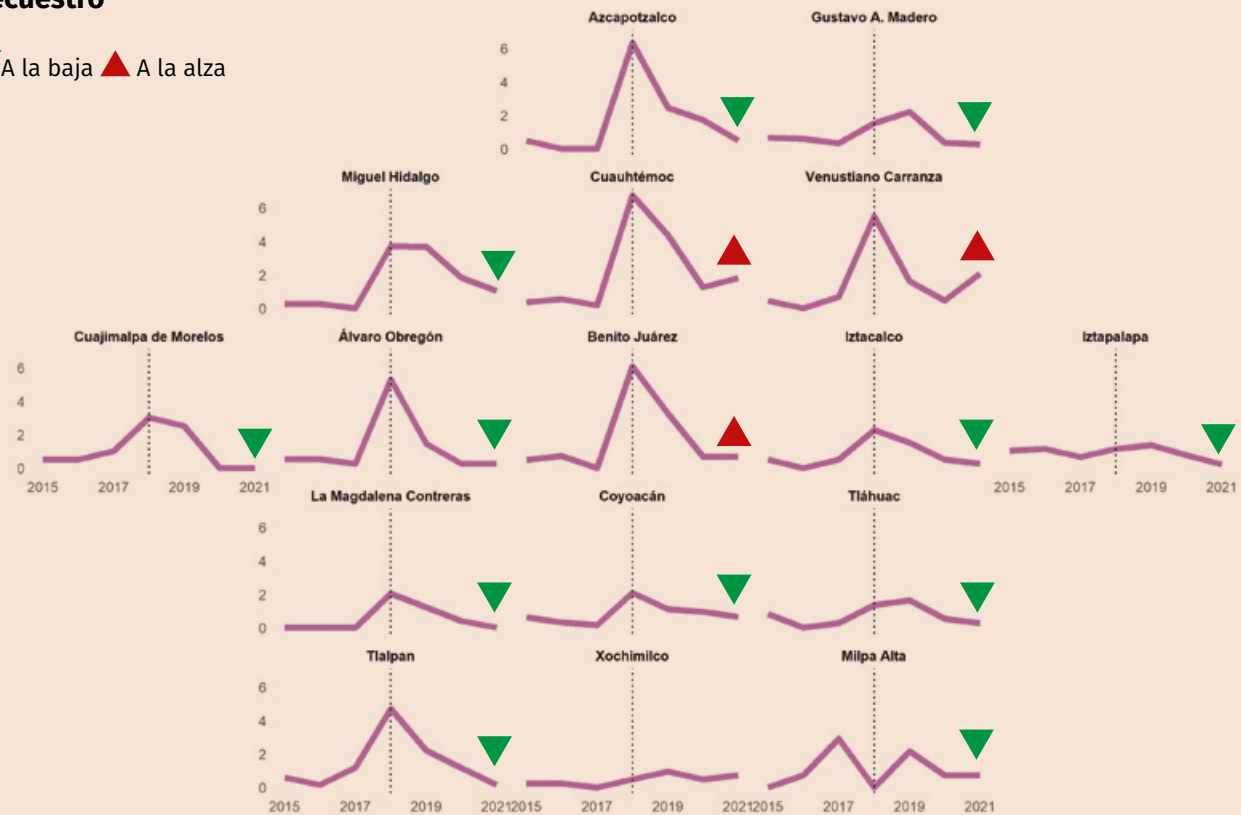 ecuestro
A la baja A la alza
Azcapotzalco Gustavo A. Madero
6
4
2
0
Miguel Hidalgo Cuauhtémoc Venustiano Carranza
6
4
2
0
Cuajimalpa de Morelos Álvaro Obregón Benito Juárez Iztacalco Iztapalapa
6
4
2
0
2015 2017 2019 2021 2015 2017 2019 2021
La Magdalena Contreras Coyoacán Tláhuac
6
4
2
0
Tlalpan Xochimilco Milpa Alta
6
4
2
0
2015 2017 2019 2021 2015 2017 2019 2021 2015 2017 2019 2021